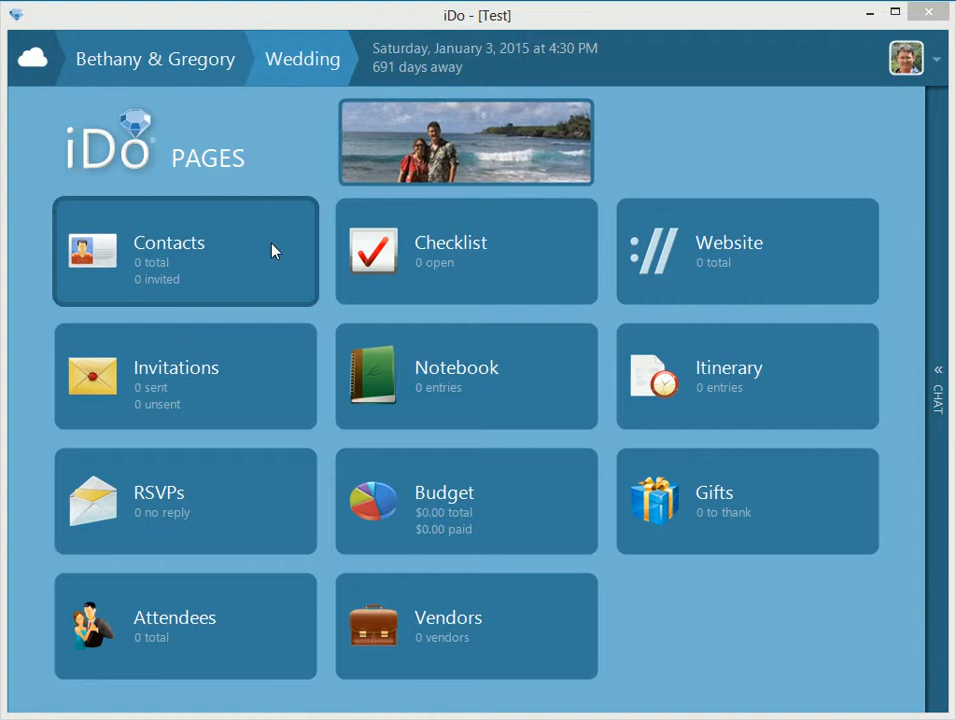 iDo - [Test]
Bethany & Gregory
Wedding
Saturday, January 3, 2015 at 4:30 PM
691 days away
iDo PAGES
Contacts
0 total
0 invited
Checklist
0 open
Website
0 total
Invitations
0 sent
0 unsent
Notebook
0 entries
Itinerary
0 entries
RSVPs
0 no reply
Budget
$0.00 total
$0.00 paid
Gifts
0 to thank
Attendees
0 total
Vendors
0 vendors
« CHAT